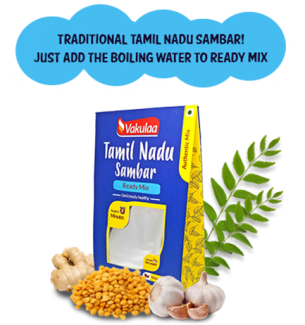 TRADITIONAL TAMIL NADU SAMBAR!
JUST ADD THE BOILING WATER TO READY MIX
Vakulaa
Authentic Mix
Tamil Nadu
Sambar
Ready Mix
Deliciously healthy
Minutes